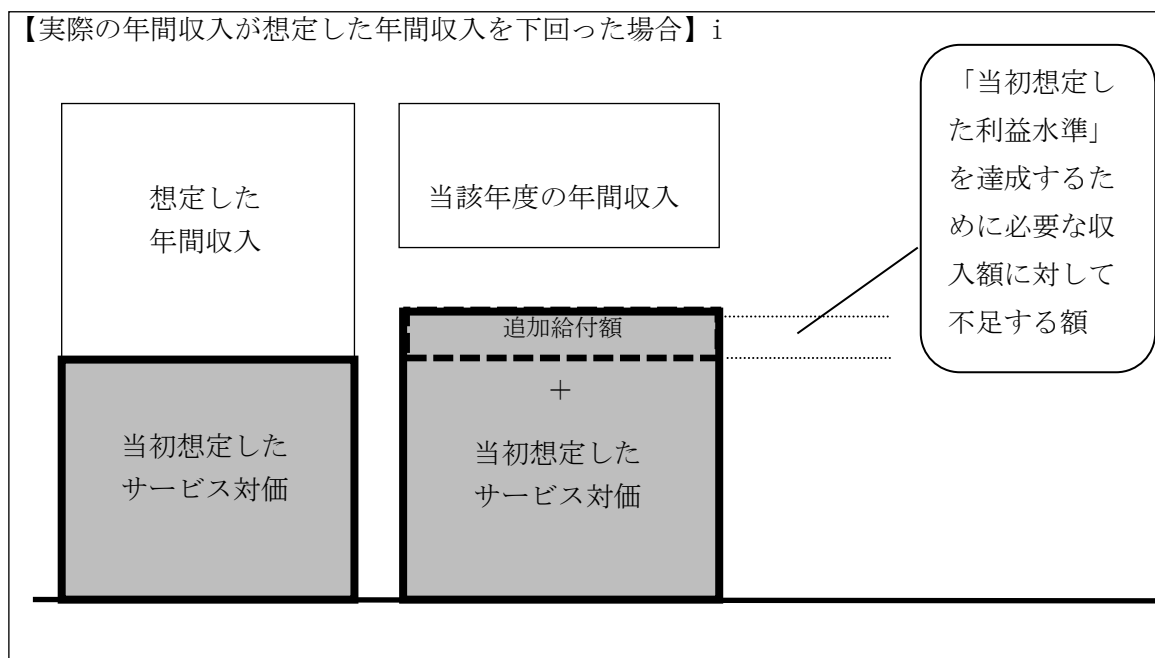 【実際の年間収入が想定した年間収入を下回った場合】i
想定した
年間収入
当該年度の年間収入
「当初想定し
た利益水準」
を達成するた
めに必要な収
入額に対して
不足する額
追加給付額
+
当初想定した
サービス対価
当初想定した
サービス対価